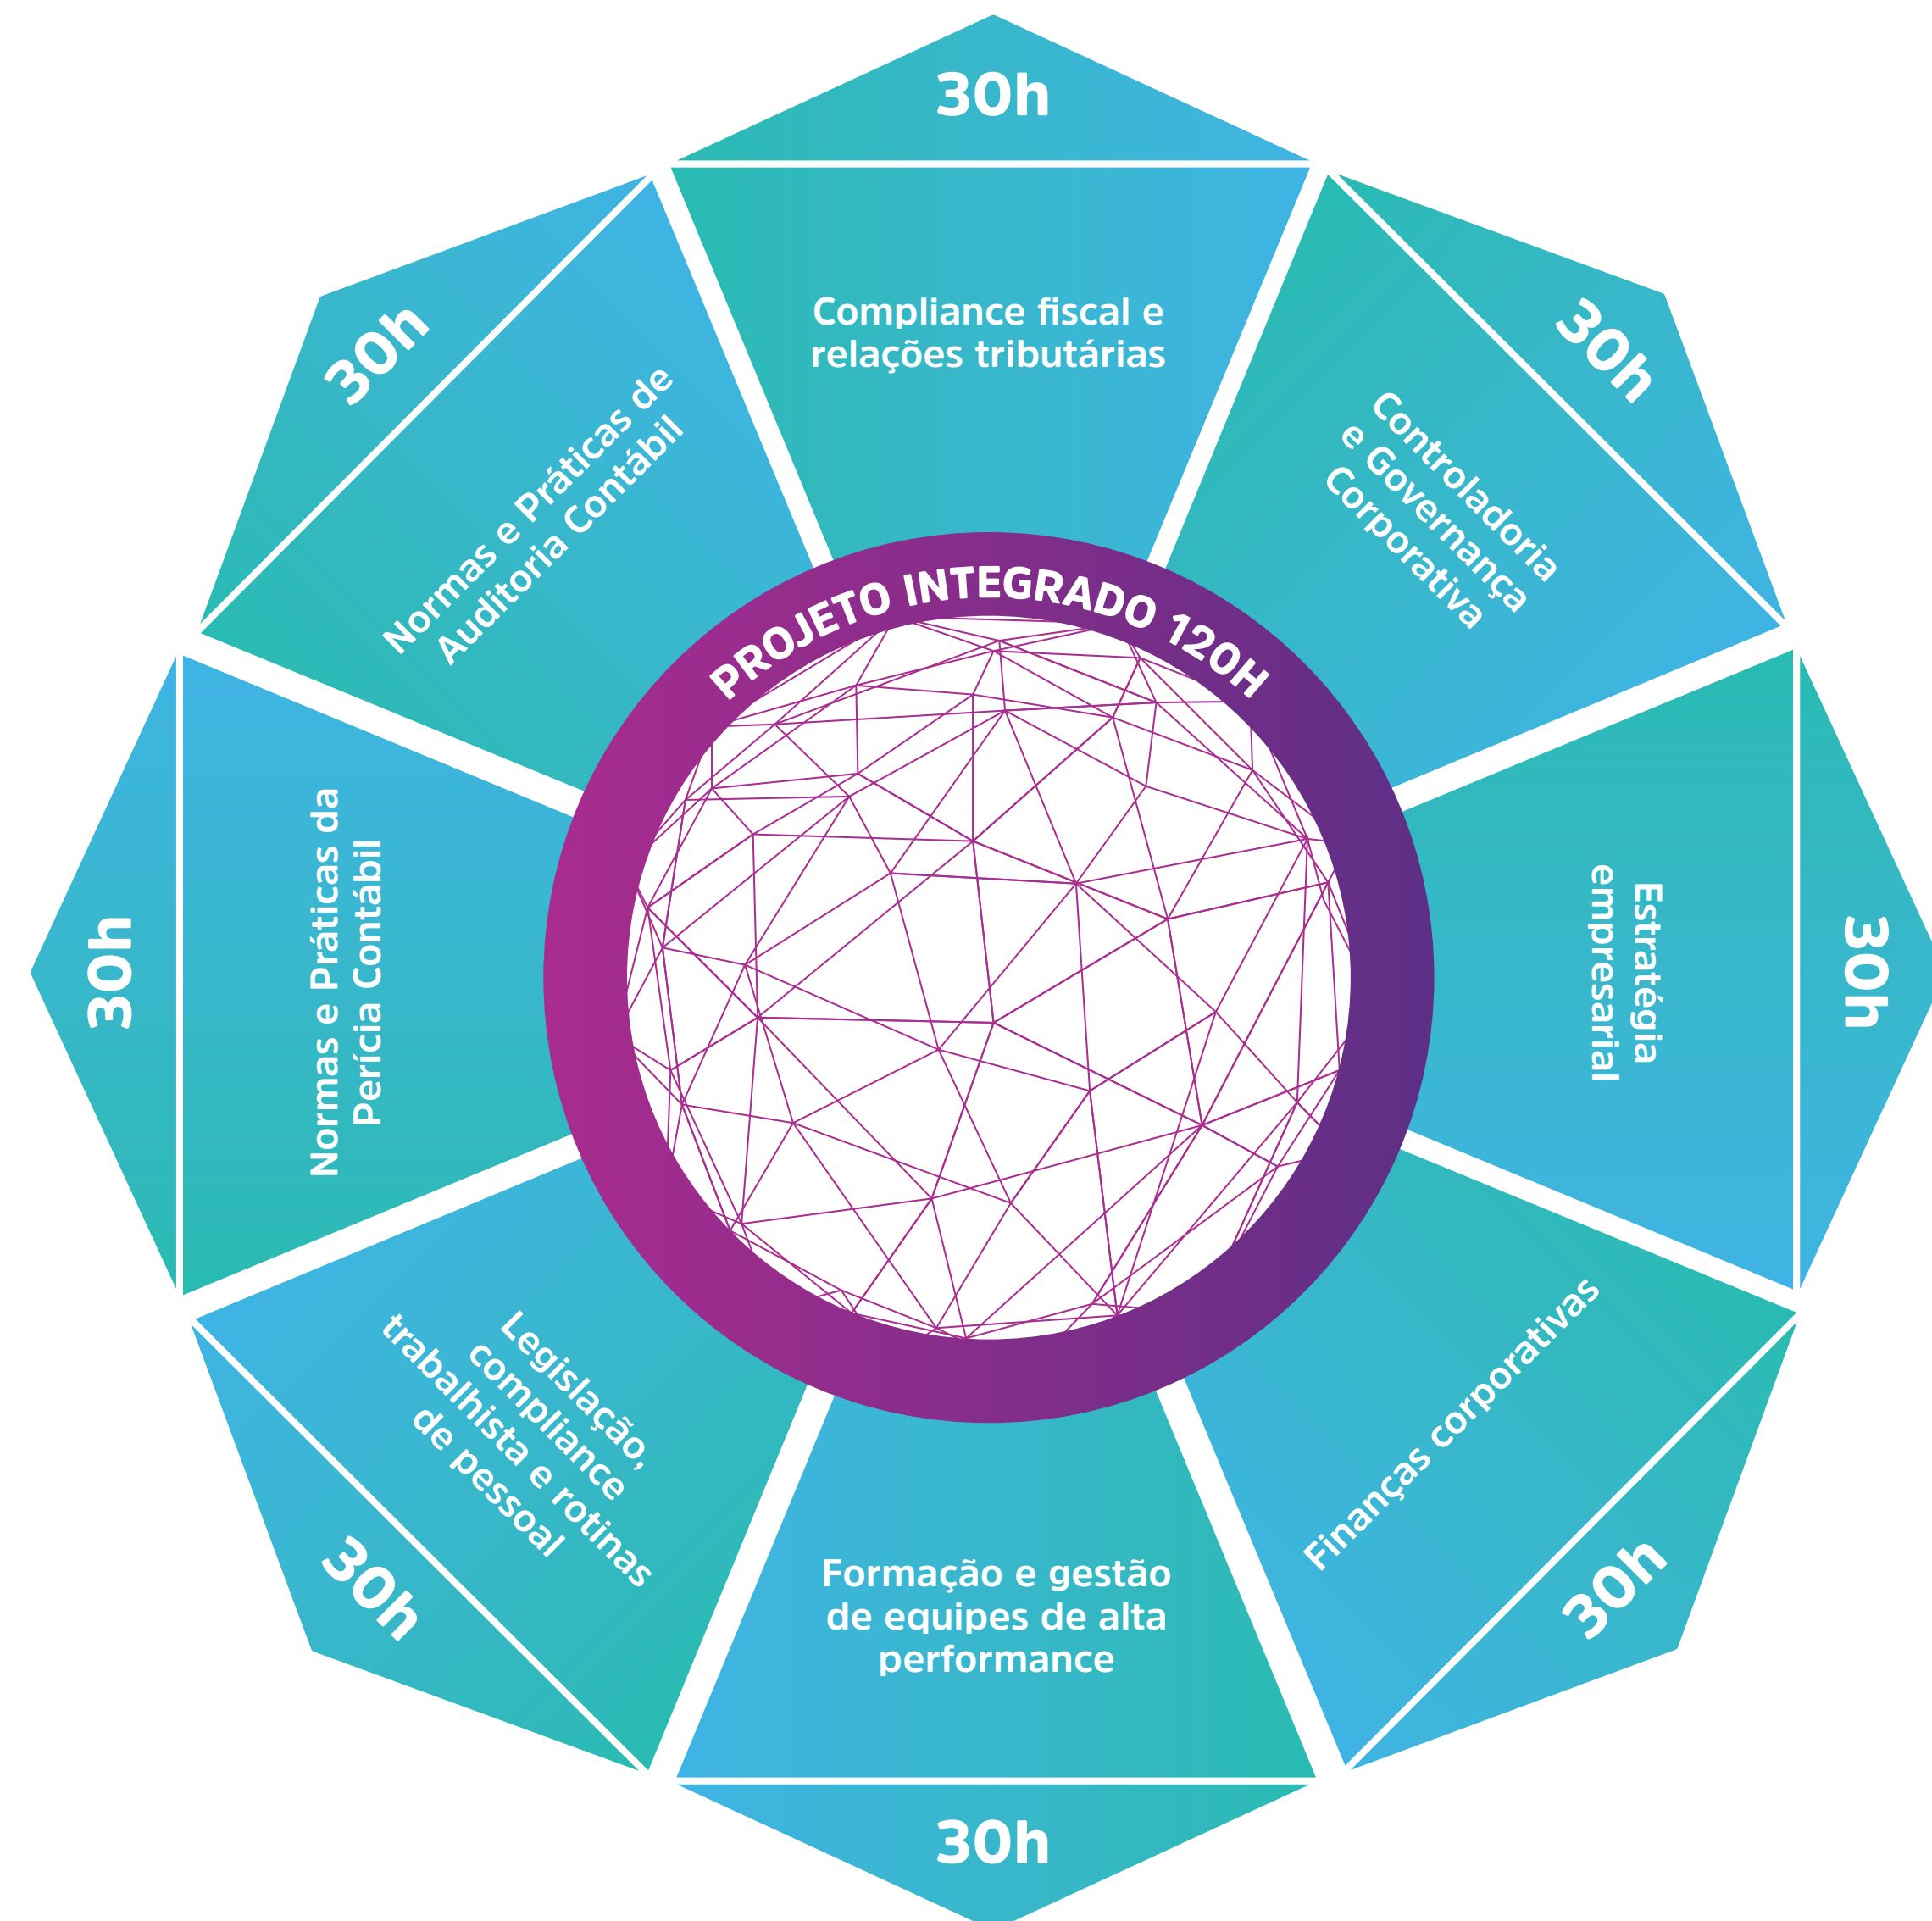 30h
Compliance fiscal e
relações tributárias
30h
Controladoria
e Governança
Corporativa
30h
Estratégia
empresarial
30h
Finanças corporativas
30h
Formação e gestão
de equipes de alta
performance
30h
Legislação,
compliance
trabalhista e rotinas
de pessoal
30h
Normas e Práticas da
Perícia Contábil
30h
Normas e Práticas de
Auditoria Contábil
PROJETO INTEGRADO 120H